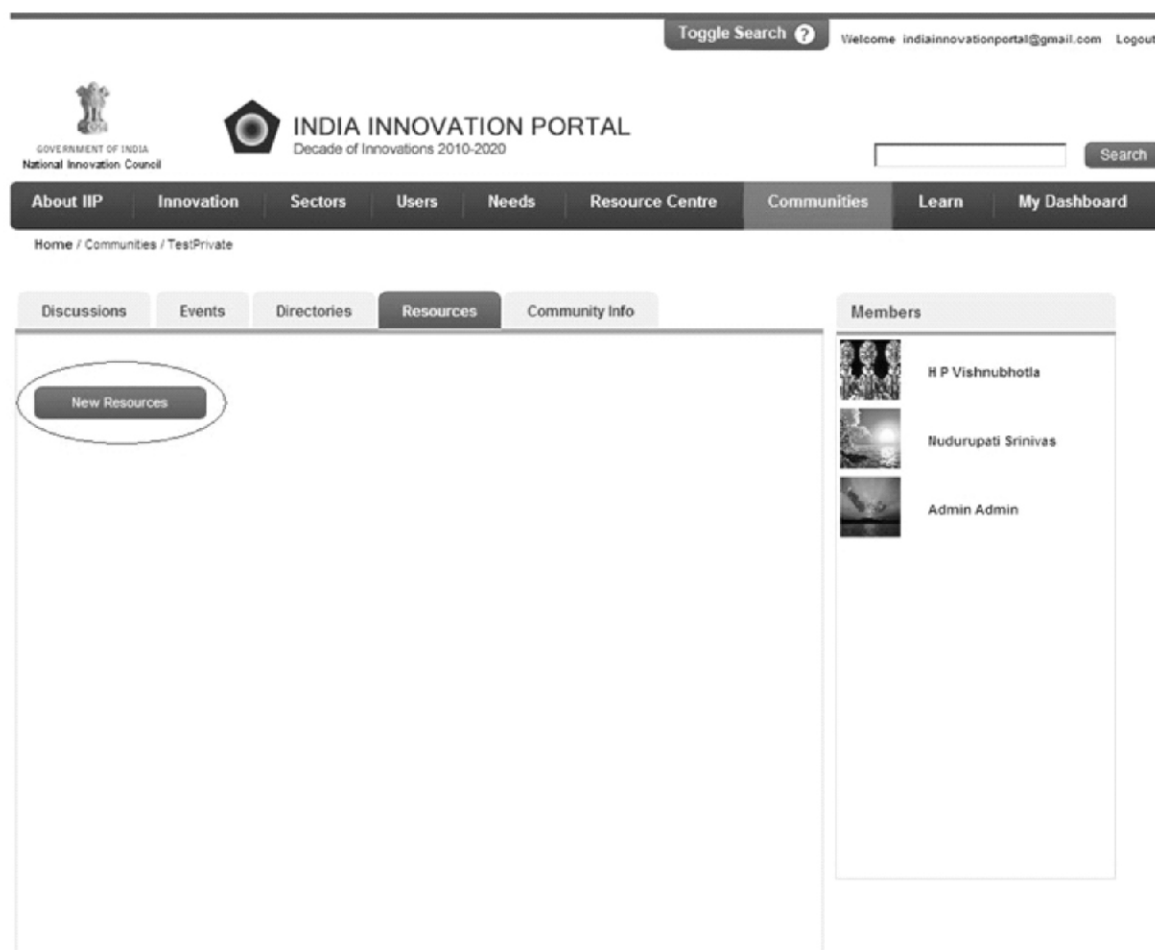 Toggle Search ?
Welcome indiainnovationportal@gmail.com Logout
GOVERNMENT OF INDIA
National Innovation Council
INDIA INNOVATION PORTAL
Decade of Innovations 2010-2020
Search
About IIP Innovation Sectors Users Needs Resource Centre Communities Learn My Dashboard
Home / Communities / TestPrivate
Discussions Events Directories Resources Community Info
Members
New Resources
H P Vishnubhotla
Nudurupati Srinivas
Admin Admin